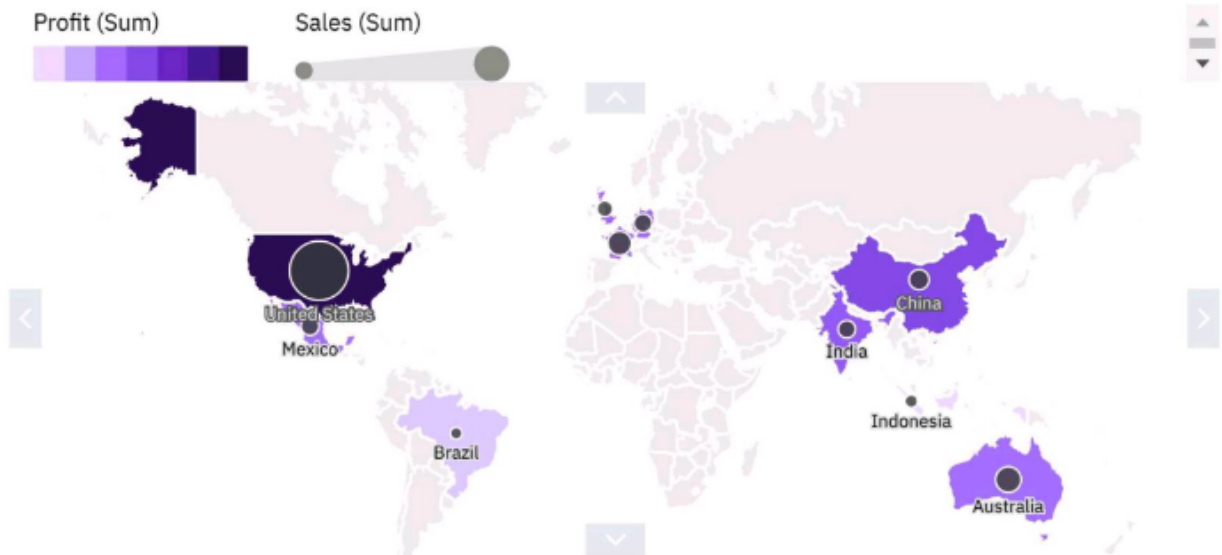 Profit (Sum)
Sales (Sum)
United States
Mexico
China
India
Indonesia
Brazil
Australia